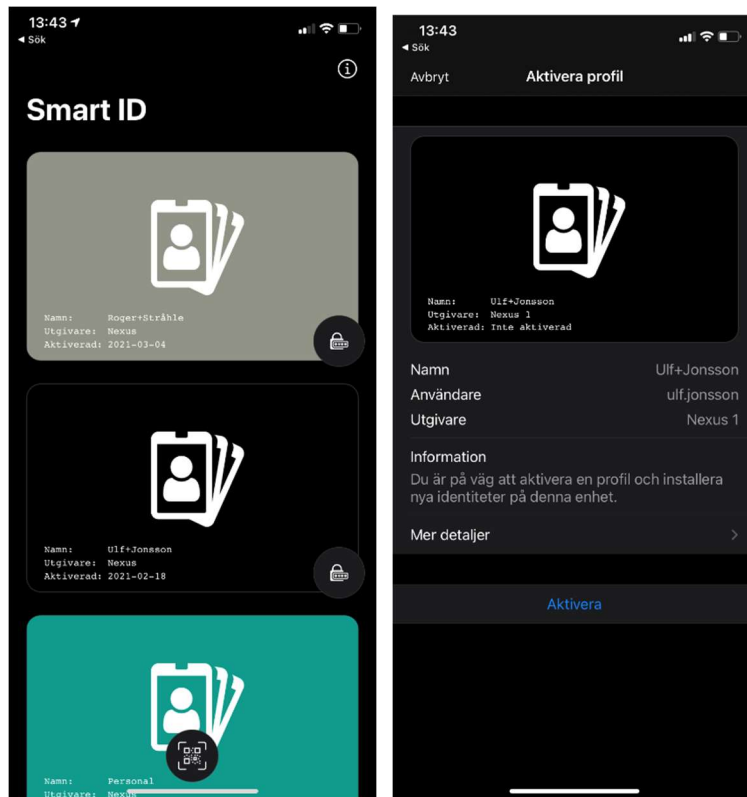 13:43
◀ Sök
Smart ID
Namn: Roger+Stråhle
Utgivare: Nexus
Aktiverad: 2021-03-04
Namn: Ulf+Jonsson
Utgivare: Nexus
Aktiverad: 2021-02-18
Namn: Personal
Utgivare: Nexus
13:43
◀ Sök
Avbryt Aktivera profil
Namn: Ulf+Jonsson
Utgivare: Nexus 1
Aktiverad: Inte aktiverad
Namn Ulf+Jonsson
Användare ulf.jonsson
Utgivare Nexus 1
Information
Du är på väg att aktivera en profil och installera
nya identiteter på denna enhet.
Mer detaljer
Aktivera